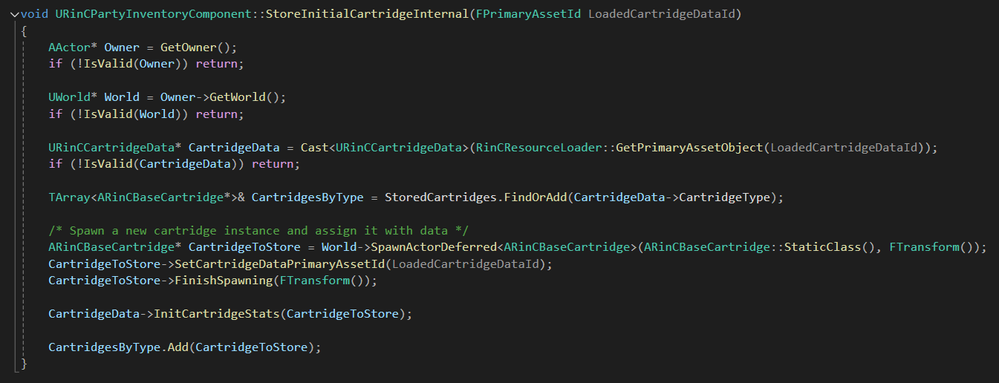 void URinCPartyInventoryComponent::StoreInitialCartridgeInternal(FPrimaryAssetId LoadedCartridgeDataId)
{
    AActor* Owner = GetOwner();
    if (!IsValid(Owner)) return;

    UWorld* World = Owner->GetWorld();
    if (!IsValid(World)) return;

    URinCCartridgeData* CartridgeData = Cast<URinCCartridgeData>(RinCResourceLoader::GetPrimaryAssetObject(LoadedCartridgeDataId));
    if (!IsValid(CartridgeData)) return;

    TArray<ARinCBaseCartridge*>& CartridgesByType = StoredCartridges.FindOrAdd(CartridgeData->CartridgeType);

    /* Spawn a new cartridge instance and assign it with data */
    ARinCBaseCartridge* CartridgeToStore = World->SpawnActorDeferred<ARinCBaseCartridge>(ARinCBaseCartridge::StaticClass(), FTransform());
    CartridgeToStore->SetCartridgeDataPrimaryAssetId(LoadedCartridgeDataId);
    CartridgeToStore->FinishSpawning(FTransform());

    CartridgeData->InitCartridgeStats(CartridgeToStore);

    CartridgesByType.Add(CartridgeToStore);
}